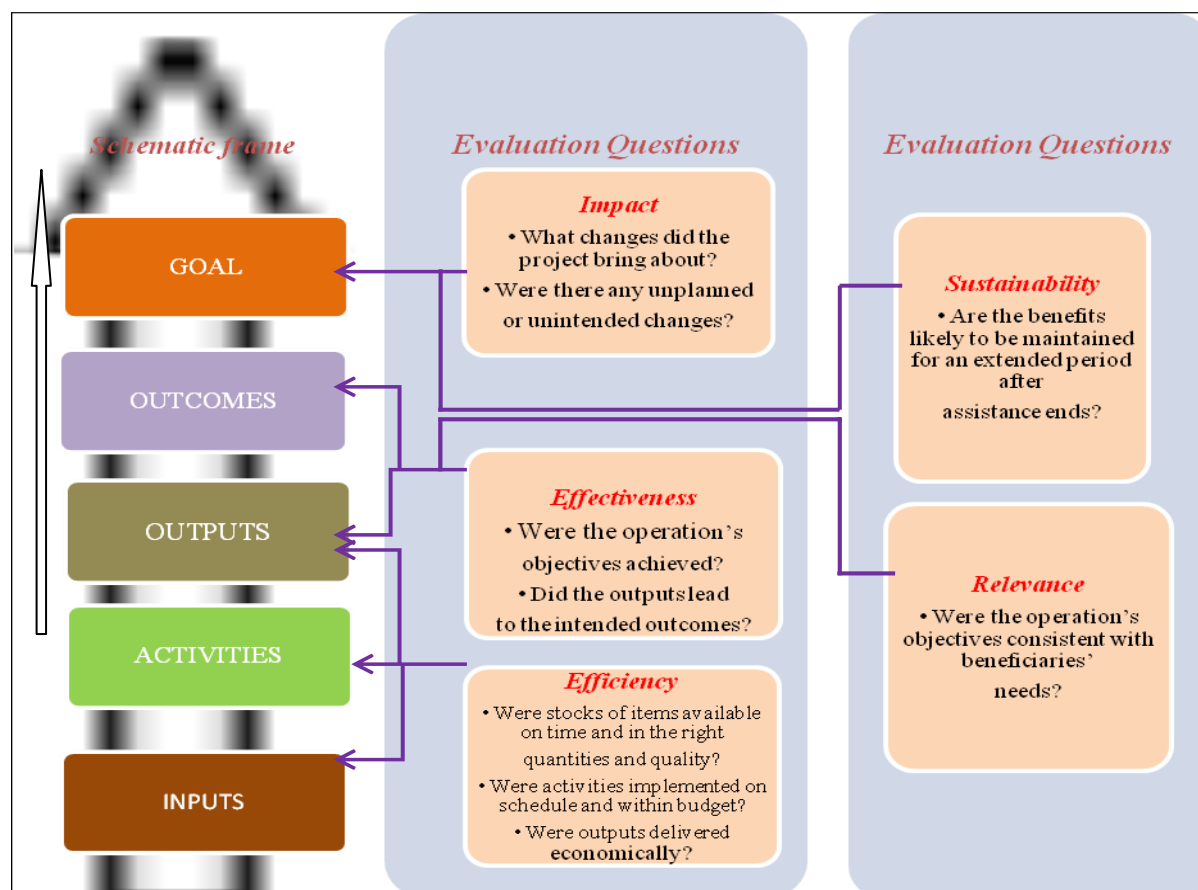 Schematic frame
GOAL
OUTCOMES
OUTPUTS
ACTIVITIES
INPUTS
Evaluation Questions
Impact
• What changes did the
project bring about?
• Were there any unplanned
or unintended changes?
Effectiveness
• Were the operation's
objectives achieved?
• Did the outputs lead
to the intended outcomes?
Efficiency
• Were stocks of items available
on time and in the right
quantities and quality?
• Were activities implemented on
schedule and within budget?
• Were outputs delivered
economically?
Evaluation Questions
Sustainability
• Are the benefits
likely to be maintained
for an extended period
after
assistance ends?
Relevance
• Were the operation's
objectives consistent with
beneficiaries'
needs?